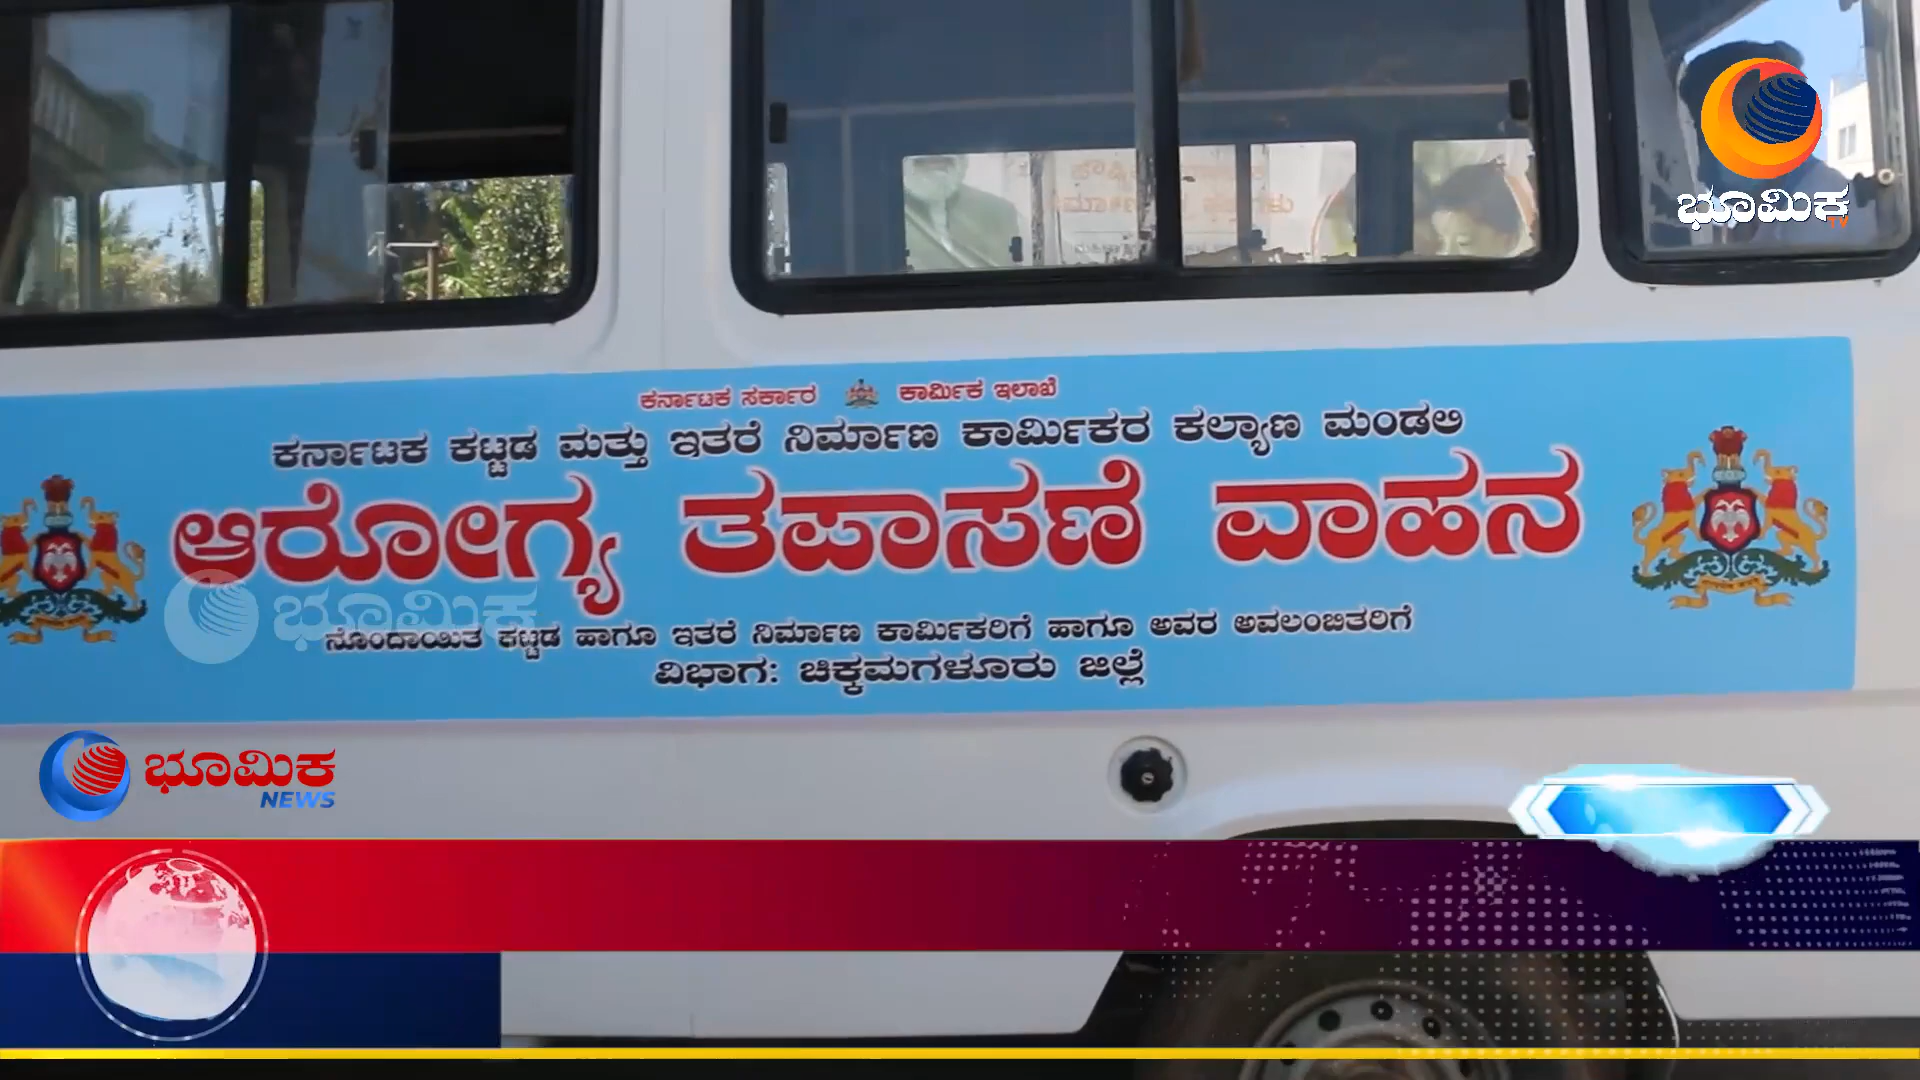 ಭೂಮಿಕ
TV
ಕರ್ನಾಟಕ ಸರ್ಕಾರ ಕಾರ್ಮಿಕ ಇಲಾಖೆ
ಕರ್ನಾಟಕ ಕಟ್ಟಡ ಮತ್ತು ಇತರೆ ನಿರ್ಮಾಣ ಕಾರ್ಮಿಕರ ಕಲ್ಯಾಣ ಮಂಡಲಿ
ಆರೋಗ್ಯ ತಪಾಸಣೆ ವಾಹನ
ಭೂಮಿಕ
ನೊಂದಾಯಿತ ಕಟ್ಟಡ ಹಾಗೂ ಇತರೆ ನಿರ್ಮಾಣ ಕಾರ್ಮಿಕರಿಗೆ ಹಾಗೂ ಅವರ ಅವಲಂಬಿತರಿಗೆ
ವಿಭಾಗ: ಚಿಕ್ಕಮಗಳೂರು ಜಿಲ್ಲೆ
ಭೂಮಿಕ
NEWS